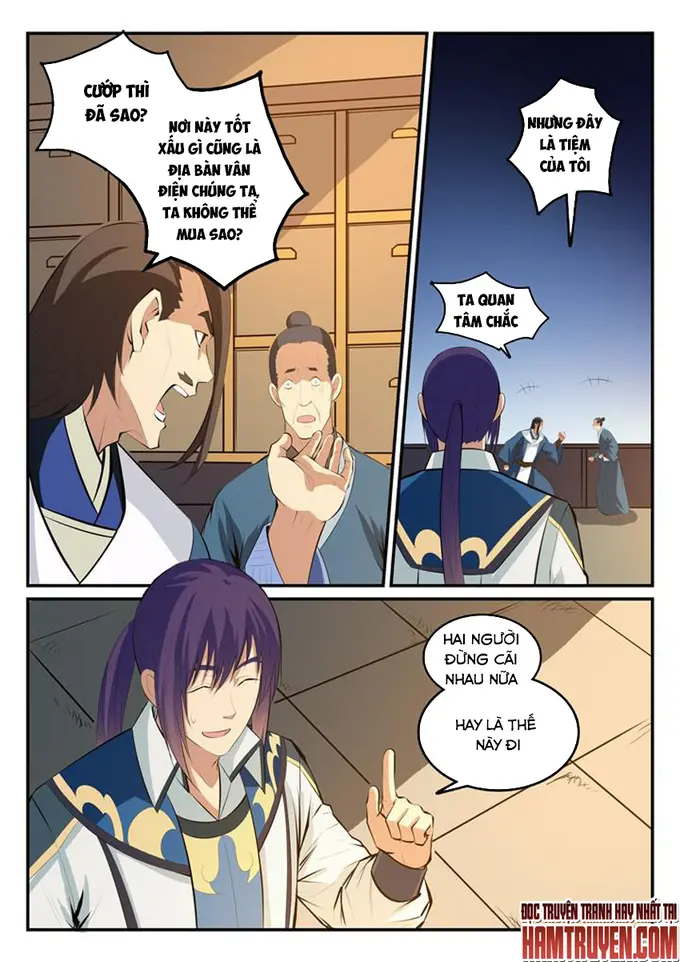 CƯỚP THÌ
ĐÃ SAO?
NƠI NÀY TỐT
XẤU GÌ CŨNG LÀ
ĐỊA BÀN VÂN
ĐIỆN CHÚNG TA,
TA KHÔNG THỂ
MUA SAO?
NHƯNG ĐÂY
LÀ TIỆM
CỦA TÔI
TA QUAN
TÂM CHẮC
HAI NGƯỜI
ĐỪNG CÃI
NHAU NỮA
HAY LÀ THẾ
NÀY ĐI
ĐỌC TRUYỆN TRANH HAY NHẤT TẠI
HAMTRUYEN.COM